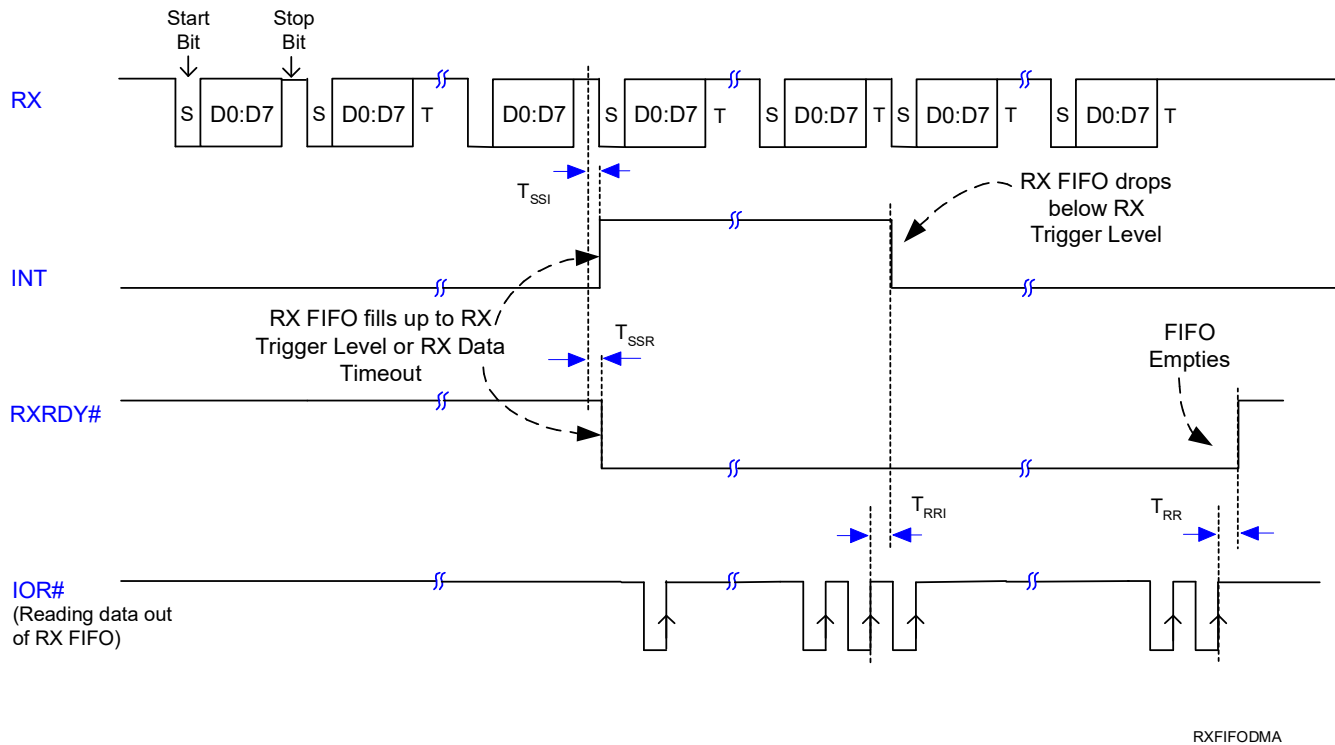 Start
Bit
Stop
Bit
RX
S D0:D7 S D0:D7 T D0:D7 S D0:D7 T S D0:D7 T S D0:D7 T S D0:D7 T
TSSI
RX FIFO drops
below RX
Trigger Level
INT
RX FIFO fills up to RX
Trigger Level or RX Data
Timeout
TSSR
FIFO
Empties
RXRDY#
TRRI
TRR
IOR#
(Reading data out
of RX FIFO)
RXFIFODMA